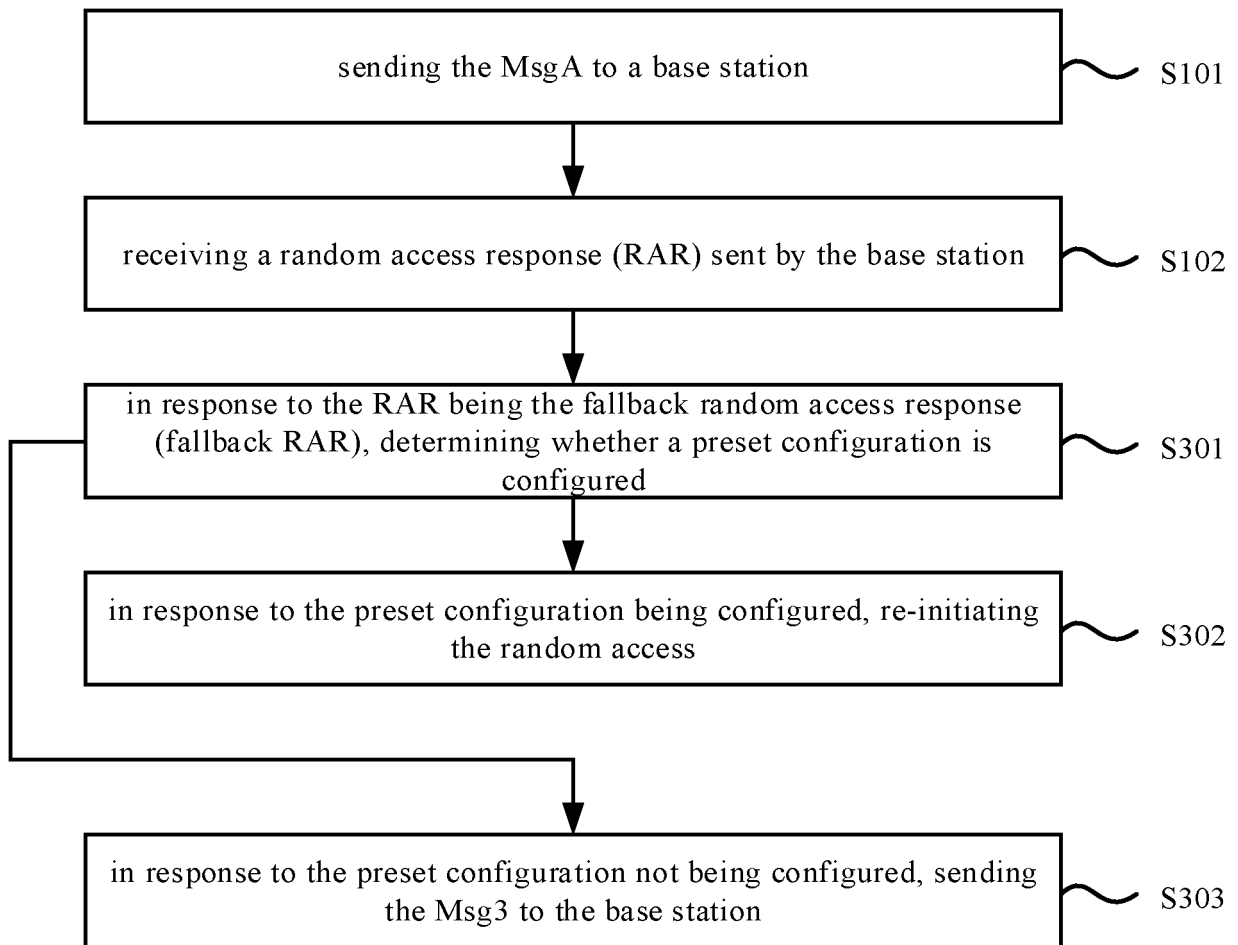 sending the MsgA to a base station
S101
receiving a random access response (RAR) sent by the base station
S102
in response to the RAR being the fallback random access response
(fallback RAR), determining whether a preset configuration is
configured
S301
in response to the preset configuration being configured, re-initiating
the random access
S302
in response to the preset configuration not being configured, sending
the Msg3 to the base station
S303